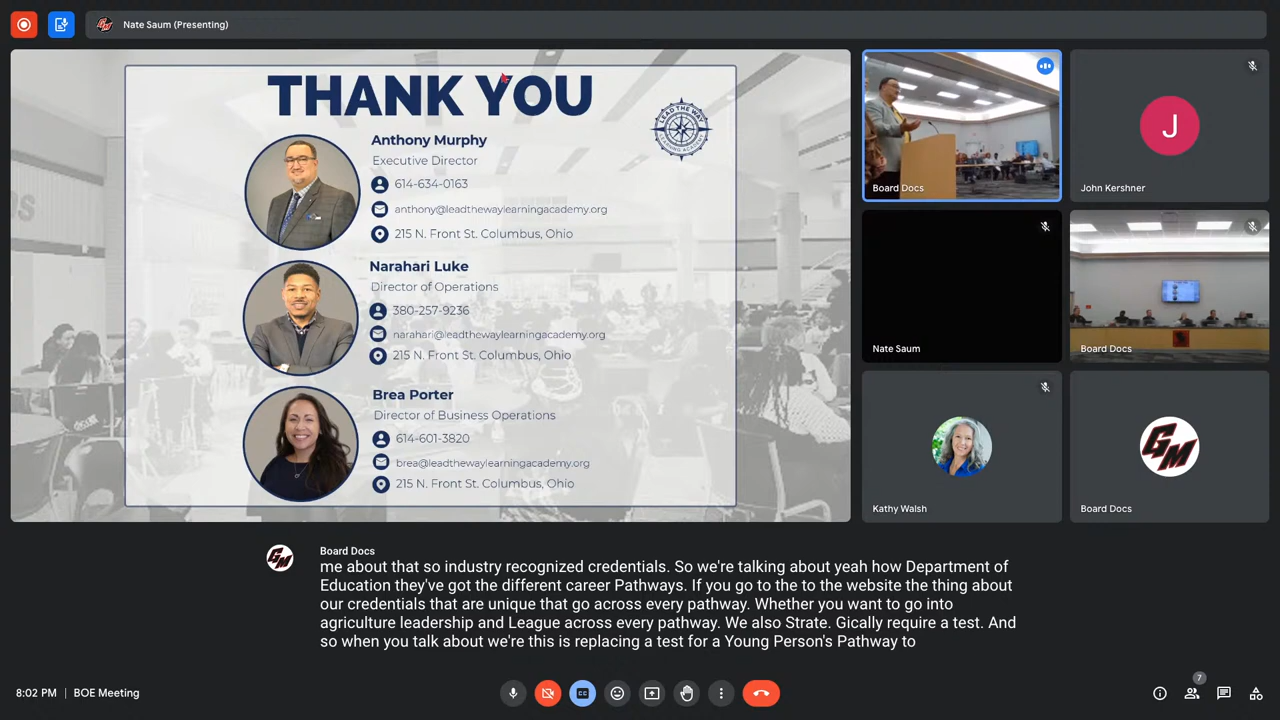 Nate Saum (Presenting)
THANK YOU
LEAD THE WAY
LEARNING ACADEMY
Anthony Murphy
Executive Director
614-634-0163
anthony@leadthewaylearningacademy.org
215 N. Front St. Columbus, Ohio
Narahari Luke
Director of Operations
380-257-9236
narahari@leadthewaylearningacademy.org
215 N. Front St. Columbus, Ohio
Brea Porter
Director of Business Operations
614-601-3820
brea@leadthewaylearningacademy.org
215 N. Front St. Columbus, Ohio
Board Docs
J
John Kershner
Nate Saum
Board Docs
Kathy Walsh
GM
Board Docs
GM
Board Docs
me about that so industry recognized credentials. So we're talking about yeah how Department of
Education they've got the different career Pathways. If you go to the to the website the thing about
our credentials that are unique that go across every pathway. Whether you want to go into
agriculture leadership and League across every pathway. We also Strate. Gically require a test. And
so when you talk about we're this is replacing a test for a Young Person's Pathway to
8:02 PM | BOE Meeting
CC
7